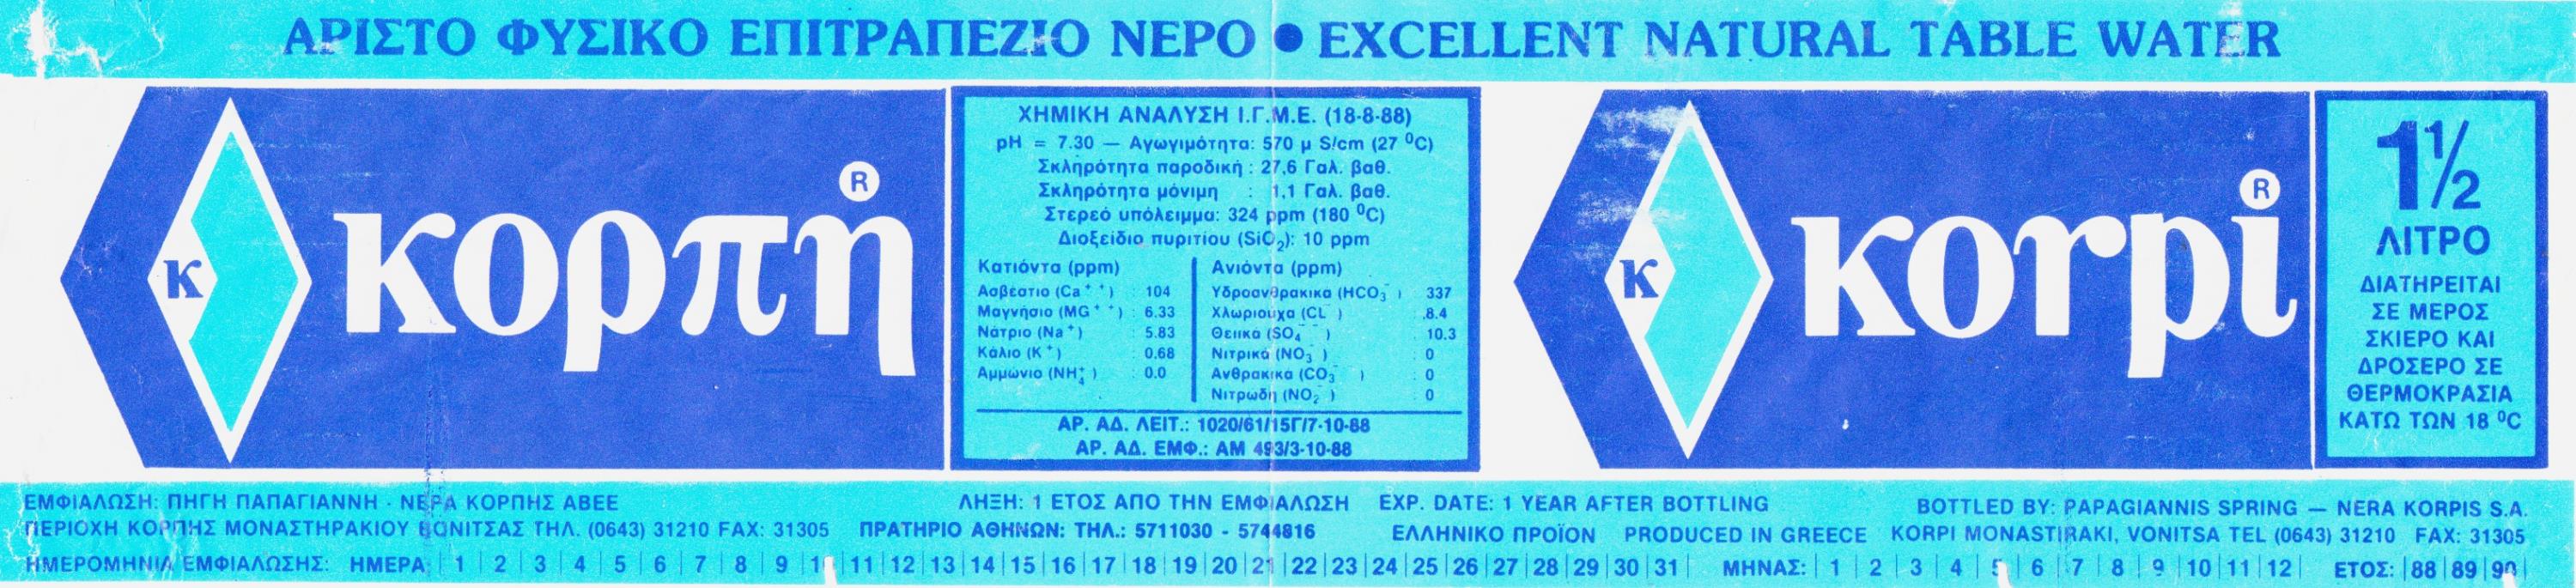 ΑΡΙΣΤΟ ΦΥΣΙΚΟ ΕΠΙΤΡΑΠΕΖΙΟ ΝΕΡΟ ● EXCELLENT NATURAL TABLE WATER
κ κορπή ®
ΧΗΜΙΚΗ ΑΝΑΛΥΣΗ Ι.Γ.Μ.Ε. (18-8-88)
pH = 7.30 — Αγωγιμότητα: 570 μ S/cm (27 ⁰C)
Σκληρότητα παροδική : 27,6 Γαλ. βαθ.
Σκληρότητα μόνιμη : 1,1 Γαλ. βαθ.
Στερεό υπόλειμμα: 324 ppm (180 ⁰C)
Διοξείδιο πυριτίου (SiO₂): 10 ppm
Κατιόντα (ppm)
Ασβέστιο (Ca⁺⁺) : 104
Μαγνήσιο (MG⁺⁺) : 6.33
Νάτριο (Na⁺) : 5.83
Κάλιο (K⁺) : 0.68
Αμμώνιο (NH₄⁺) : 0.0
Ανιόντα (ppm)
Υδροανθρακικα (HCO₃⁻) : 337
Χλωριούχα (CL⁻) : 8.4
Θειικα (SO₄⁻⁻) : 10.3
Νιτρικά (NO₃⁻) : 0
Ανθρακικα (CO₃⁻⁻) : 0
Νιτρωδη (NO₂⁻) : 0
ΑΡ. ΑΔ. ΛΕΙΤ.: 1020/61/15Γ/7-10-88
ΑΡ. ΑΔ. ΕΜΦ.: ΑΜ 493/3-10-88
κ korpi ®
1½
ΛΙΤΡΟ
ΔΙΑΤΗΡΕΙΤΑΙ
ΣΕ ΜΕΡΟΣ
ΣΚΙΕΡΟ ΚΑΙ
ΔΡΟΣΕΡΟ ΣΕ
ΘΕΡΜΟΚΡΑΣΙΑ
ΚΑΤΩ ΤΩΝ 18 ⁰C
ΕΜΦΙΑΛΩΣΗ: ΠΗΓΗ ΠΑΠΑΓΙΑΝΝΗ - ΝΕΡΑ ΚΟΡΠΗΣ ΑΒΕΕ ΛΗΞΗ: 1 ΕΤΟΣ ΑΠΟ ΤΗΝ ΕΜΦΙΑΛΩΣΗ EXP. DATE: 1 YEAR AFTER BOTTLING BOTTLED BY: PAPAGIANNIS SPRING — NERA KORPIS S.A.
ΠΕΡΙΟΧΗ ΚΟΡΠΗΣ ΜΟΝΑΣΤΗΡΑΚΙΟΥ ΒΟΝΙΤΣΑΣ ΤΗΛ. (0643) 31210 FAX: 31305 ΠΡΑΤΗΡΙΟ ΑΘΗΝΩΝ: ΤΗΛ.: 5711030 - 5744816 ΕΛΛΗΝΙΚΟ ΠΡΟΪΟΝ PRODUCED IN GREECE KORPI MONASTIRAKI, VONITSA TEL (0643) 31210 FAX: 31305
ΗΜΕΡΟΜΗΝΙΑ ΕΜΦΙΑΛΩΣΗΣ: ΗΜΕΡΑ: | 1 | 2 | 3 | 4 | 5 | 6 | 7 | 8 | 9 | 10 | 11 | 12 | 13 | 14 | 15 | 16 | 17 | 18 | 19 | 20 | 21 | 22 | 23 | 24 | 25 | 26 | 27 | 28 | 29 | 30 | 31 | ΜΗΝΑΣ: | 1 | 2 | 3 | 4 | 5 | 6 | 7 | 8 | 9 | 10 | 11 | 12 | ΕΤΟΣ: | 88 | 89 | 90 |